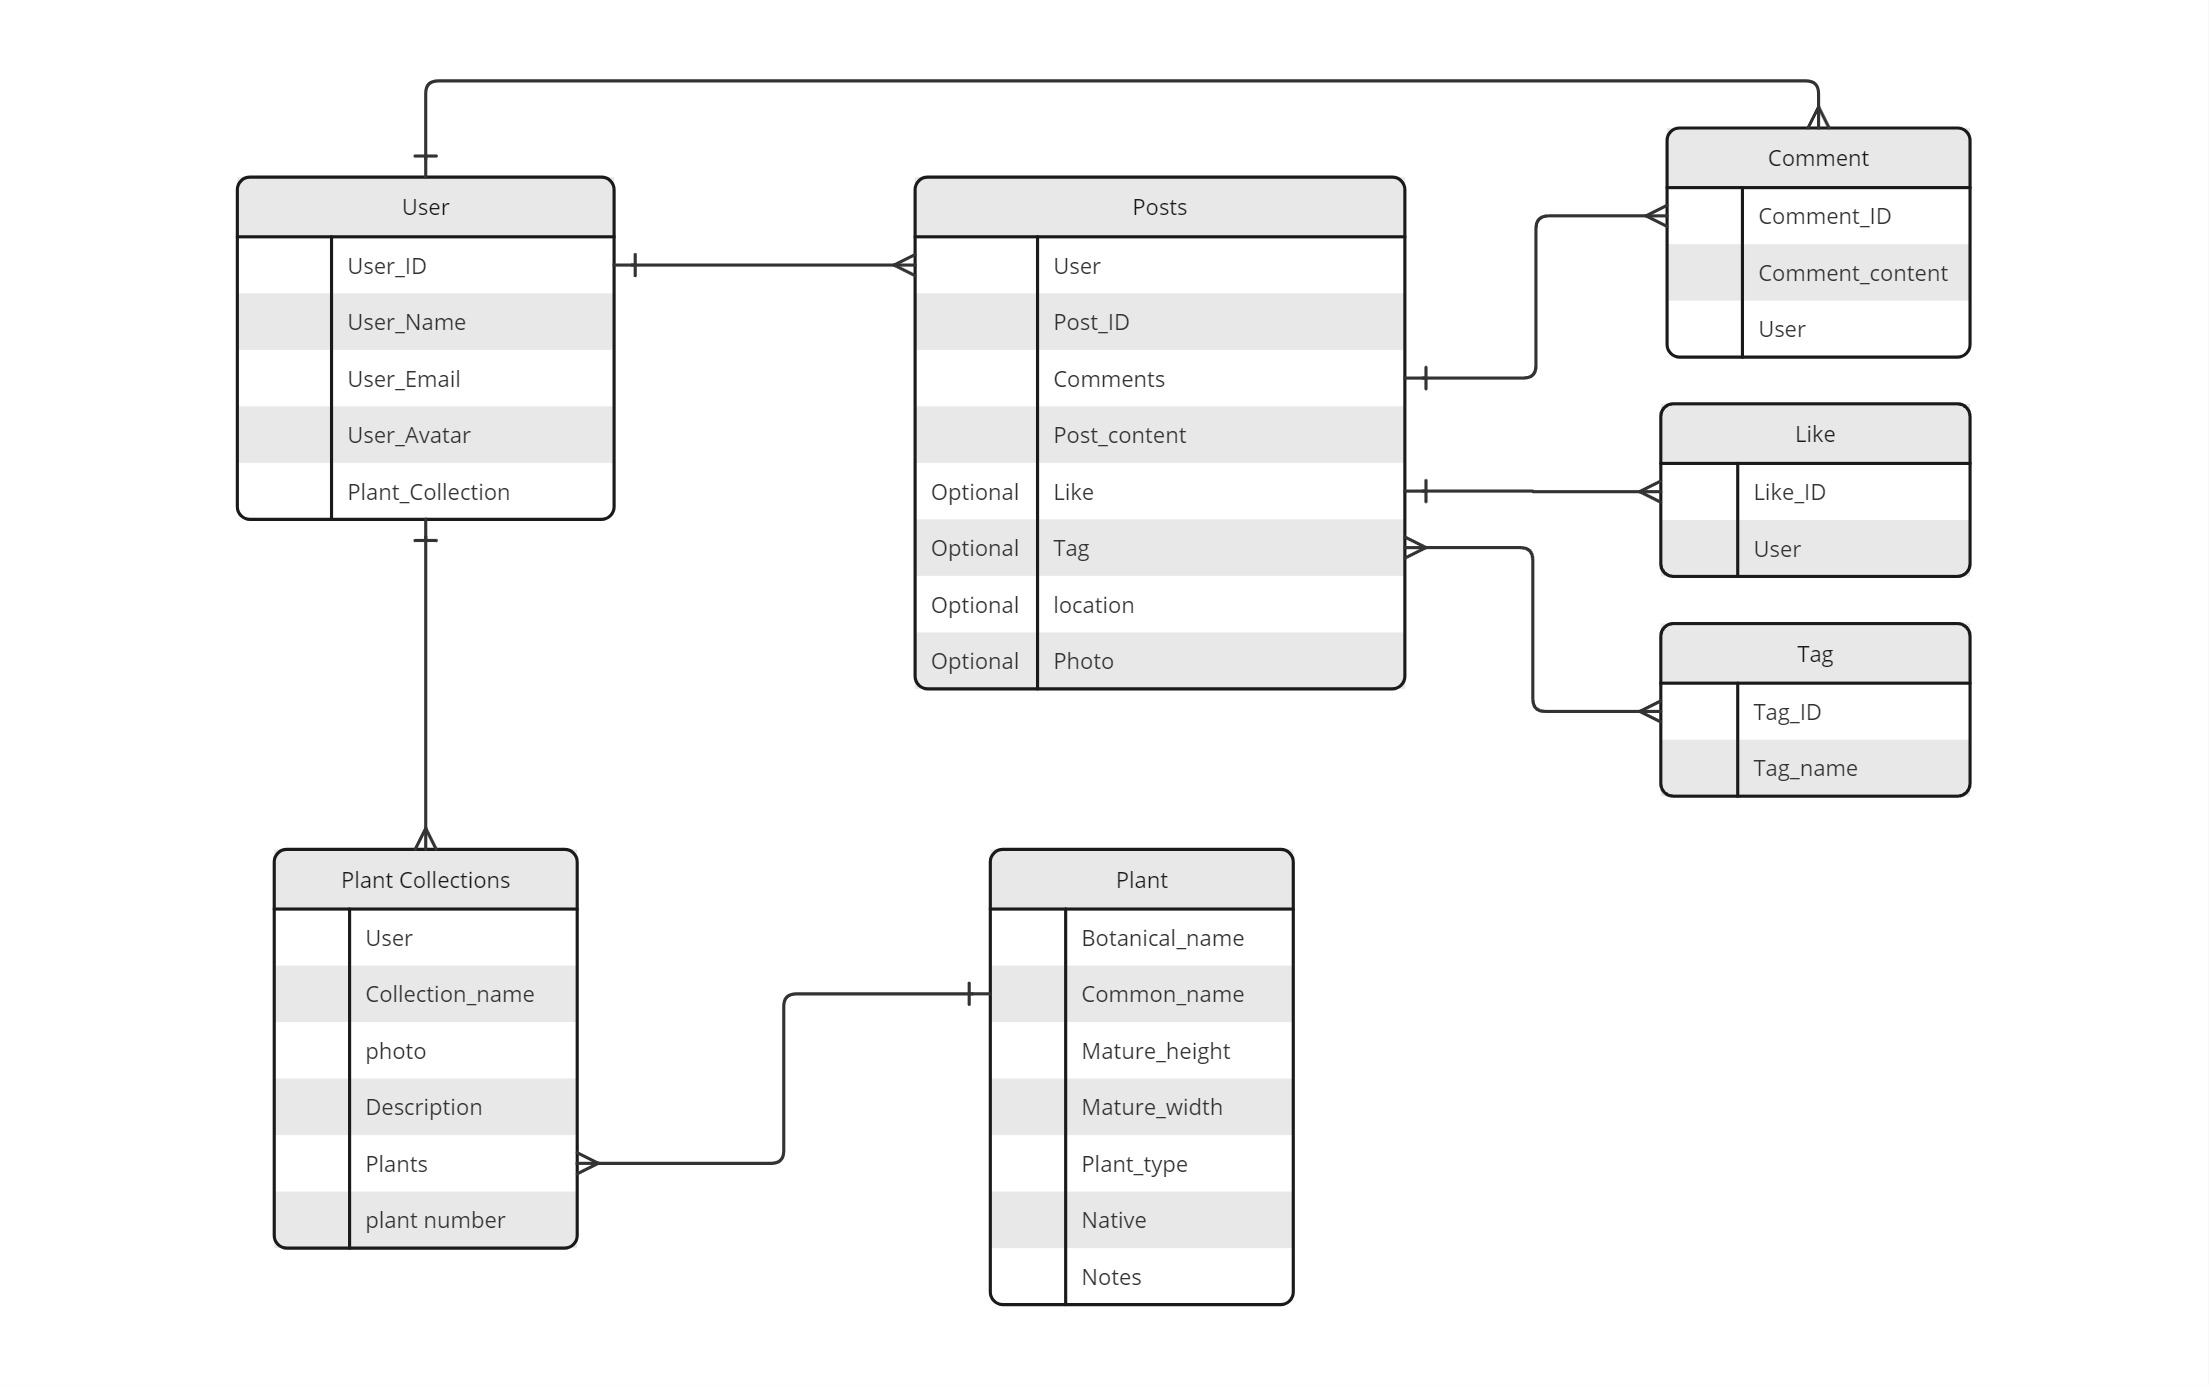 User
User_ID
User_Name
User_Email
User_Avatar
Plant_Collection
Posts
User
Post_ID
Comments
Post_content
Optional Like
Optional Tag
Optional location
Optional Photo
Comment
Comment_ID
Comment_content
User
Like
Like_ID
User
Tag
Tag_ID
Tag_name
Plant Collections
User
Collection_name
photo
Description
Plants
plant number
Plant
Botanical_name
Common_name
Mature_height
Mature_width
Plant_type
Native
Notes